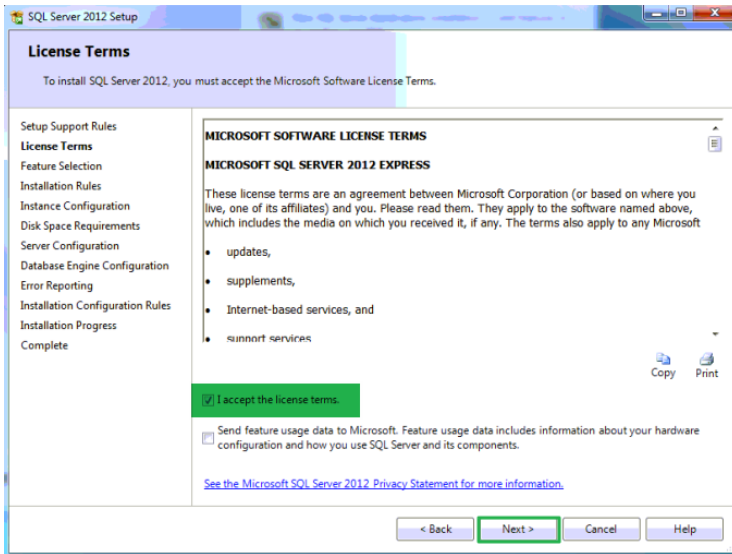 SQL Server 2012 Setup
License Terms
To install SQL Server 2012, you must accept the Microsoft Software License Terms.
Setup Support Rules
License Terms
Feature Selection
Installation Rules
Instance Configuration
Disk Space Requirements
Server Configuration
Database Engine Configuration
Error Reporting
Installation Configuration Rules
Installation Progress
Complete
MICROSOFT SOFTWARE LICENSE TERMS
MICROSOFT SQL SERVER 2012 EXPRESS
These license terms are an agreement between Microsoft Corporation (or based on where you
live, one of its affiliates) and you. Please read them. They apply to the software named above,
which includes the media on which you received it, if any. The terms also apply to any Microsoft
• updates,
• supplements,
• Internet-based services, and
• support services
Copy Print
I accept the license terms.
Send feature usage data to Microsoft. Feature usage data includes information about your hardware
configuration and how you use SQL Server and its components.
See the Microsoft SQL Server 2012 Privacy Statement for more information.
< Back Next > Cancel Help